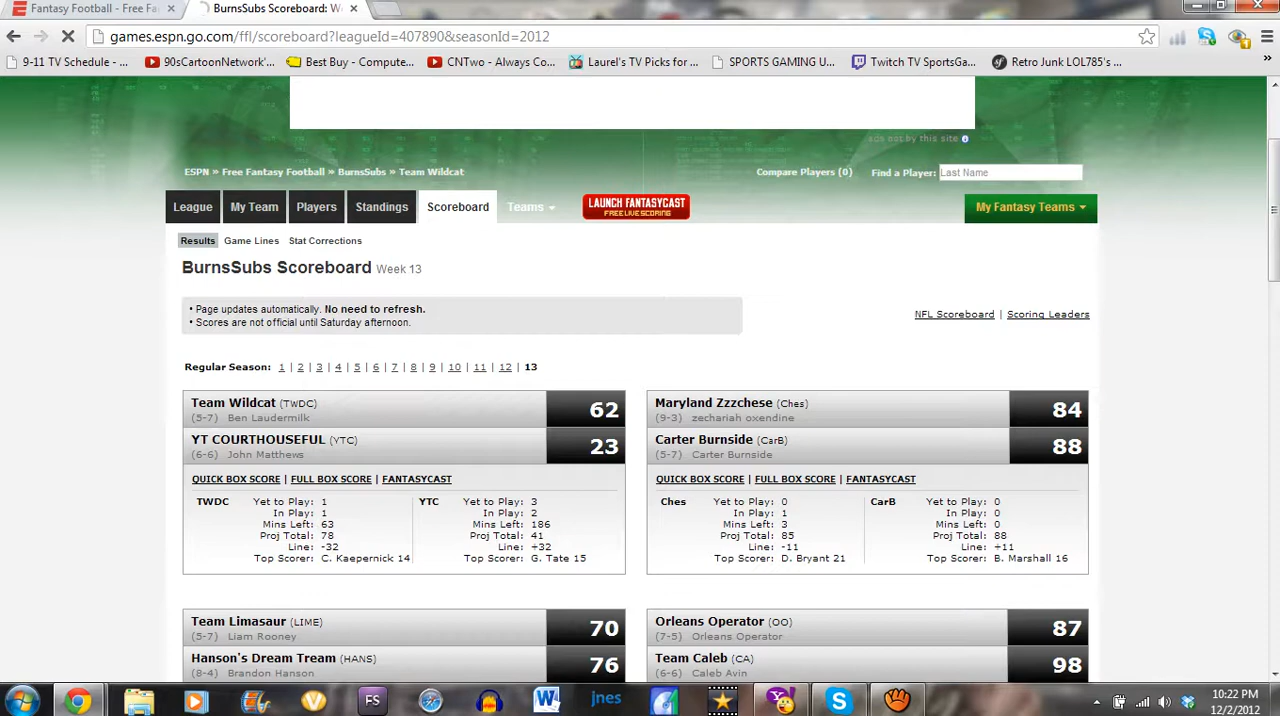 Fantasy Football - Free Fa
BurnsSubs Scoreboard: W
games.espn.go.com/ffl/scoreboard?leagueId=407890&seasonId=2012
9-11 TV Schedule - ...
90sCartoonNetwork'...
Best Buy - Compute...
CNTwo - Always Co...
Laurel's TV Picks for ...
SPORTS GAMING U...
Twitch TV SportsGa...
Retro Junk LOL785's ...
»
ads not by this site
ESPN » Free Fantasy Football » BurnsSubs » Team Wildcat
Compare Players (0)
Find a Player: Last Name
League
My Team
Players
Standings
Scoreboard
Teams
LAUNCH FANTASYCAST
FREE LIVE SCORING
My Fantasy Teams
Results Game Lines Stat Corrections
BurnsSubs Scoreboard Week 13
• Page updates automatically. No need to refresh.
• Scores are not official until Saturday afternoon.
NFL Scoreboard | Scoring Leaders
Regular Season: 1 | 2 | 3 | 4 | 5 | 6 | 7 | 8 | 9 | 10 | 11 | 12 | 13
Team Wildcat (TWDC) 62
(5-7) Ben Laudermilk
YT COURTHOUSEFUL (YTC) 23
(6-6) John Matthews
QUICK BOX SCORE | FULL BOX SCORE | FANTASYCAST
TWDC Yet to Play: 1 YTC Yet to Play: 3
In Play: 1 In Play: 2
Mins Left: 63 Mins Left: 186
Proj Total: 78 Proj Total: 41
Line: -32 Line: +32
Top Scorer: C. Kaepernick 14 Top Scorer: G. Tate 15
Maryland Zzzchese (Ches) 84
(9-3) zechariah oxendine
Carter Burnside (CarB) 88
(5-7) Carter Burnside
QUICK BOX SCORE | FULL BOX SCORE | FANTASYCAST
Ches Yet to Play: 0 CarB Yet to Play: 0
In Play: 1 In Play: 0
Mins Left: 3 Mins Left: 0
Proj Total: 85 Proj Total: 88
Line: -11 Line: +11
Top Scorer: D. Bryant 21 Top Scorer: B. Marshall 16
Team Limasaur (LIME) 70
(5-7) Liam Rooney
Hanson's Dream Tream (HANS) 76
(8-4) Brandon Hanson
Orleans Operator (OO) 87
(7-5) Orleans Operator
Team Caleb (CA) 98
(6-6) Caleb Avin
FS
jnes
10:22 PM
12/2/2012